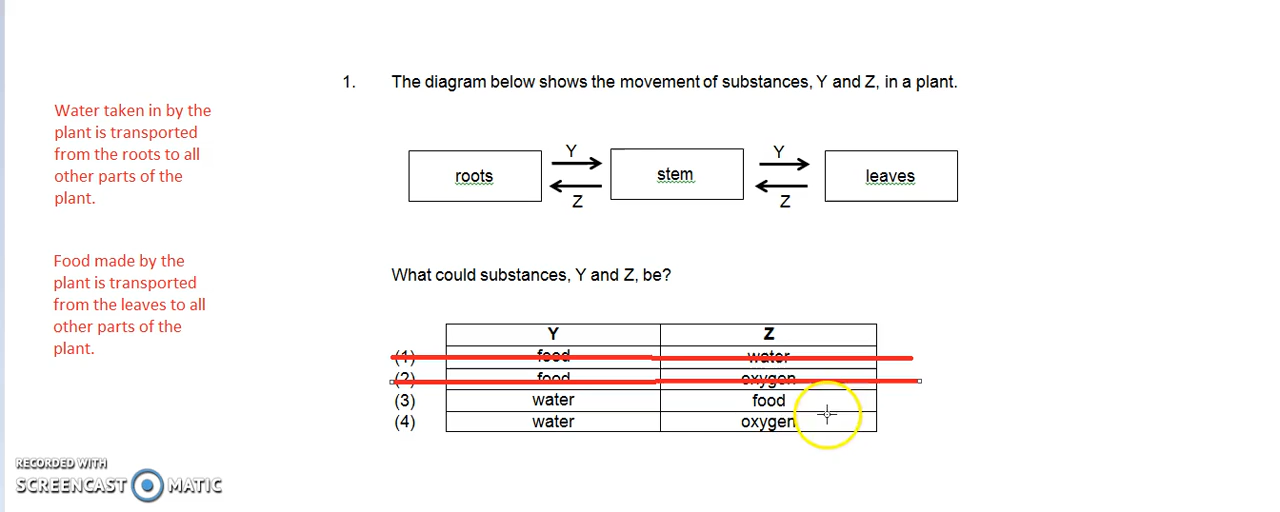 1. The diagram below shows the movement of substances, Y and Z, in a plant.
Water taken in by the
plant is transported
from the roots to all
other parts of the
plant.
Y Y
roots stem leaves
Z Z
Food made by the
plant is transported
from the leaves to all
other parts of the
plant.
What could substances, Y and Z, be?
Y Z
(1) food water
(2) food oxygen
(3) water food
(4) water oxygen
RECORDED WITH
SCREENCAST MATIC